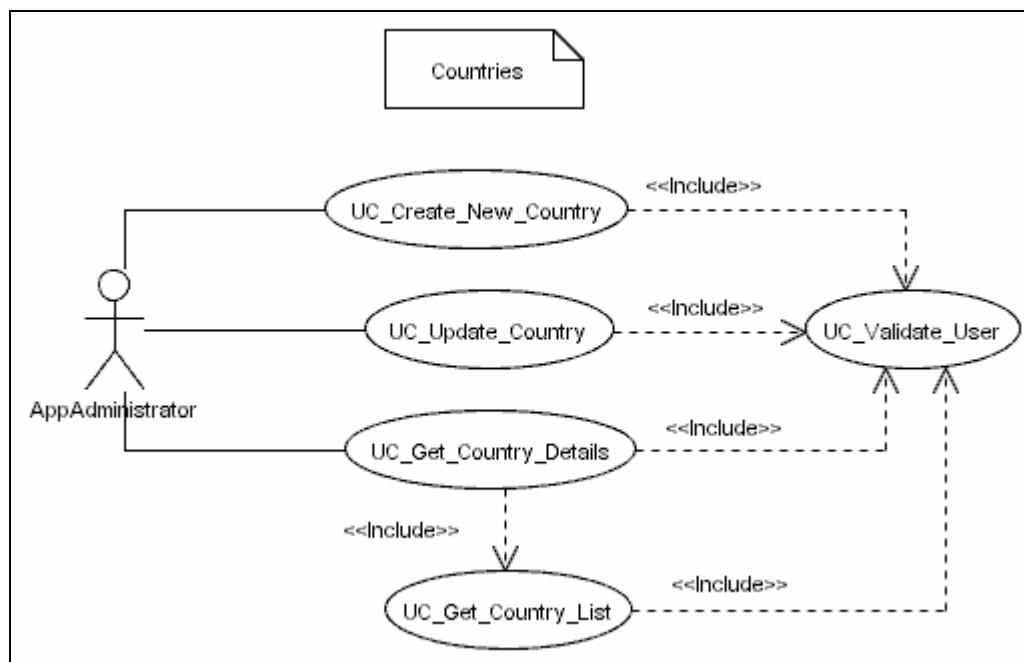 Countries
<<Include>>
UC_Create_New_Country
<<Include>>
UC_Update_Country
UC_Validate_User
AppAdministrator
<<Include>>
UC_Get_Country_Details
<<Include>>
<<Include>>
UC_Get_Country_List